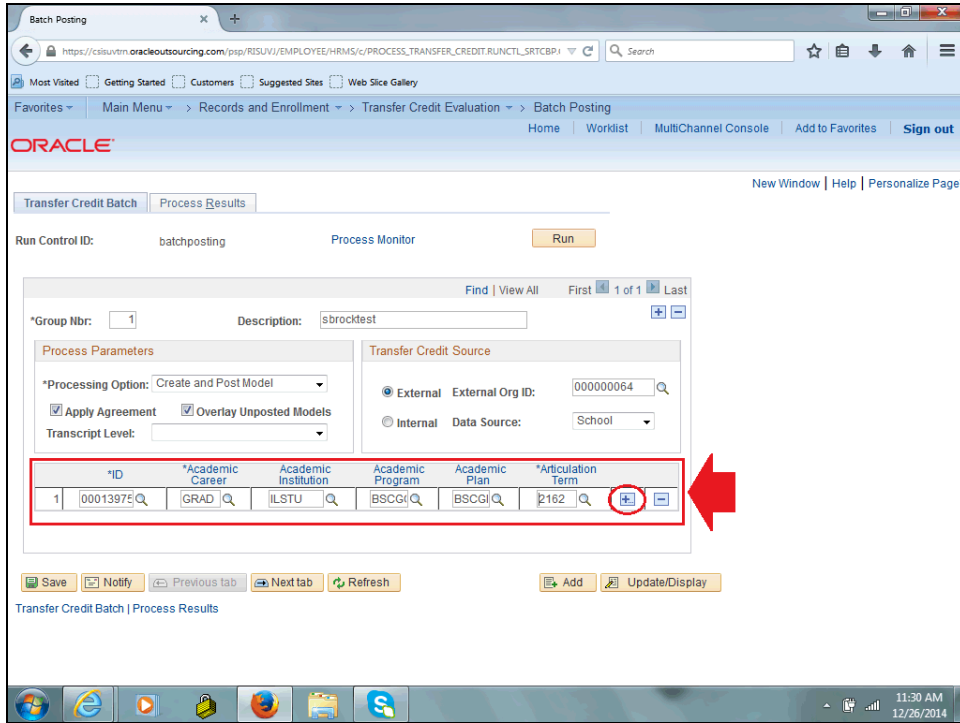 Batch Posting
https://csisuvtrn.oracleoutsourcing.com/psp/RISUVJ/EMPLOYEE/HRMS/c/PROCESS_TRANSFER_CREDIT.RUNCTL_SRTCBP.( Search
Most Visited Getting Started Customers Suggested Sites Web Slice Gallery
Favorites Main Menu > Records and Enrollment > Transfer Credit Evaluation > Batch Posting
Home Worklist MultiChannel Console Add to Favorites Sign out
ORACLE
New Window | Help | Personalize Page
Transfer Credit Batch Process Results
Run Control ID: batchposting Process Monitor Run
Find | View All First 1 of 1 Last
*Group Nbr: 1 Description: sbrocktest
Process Parameters Transfer Credit Source
*Processing Option: Create and Post Model
External External Org ID: 000000064
Apply Agreement Overlay Unposted Models
Internal Data Source: School
Transcript Level:
*ID *Academic Career Academic Institution Academic Program Academic Plan *Articulation Term
1 00013975 GRAD ILSTU BSCG( BSCGI 2162
Save Notify Previous tab Next tab Refresh Add Update/Display
Transfer Credit Batch | Process Results
11:30 AM
12/26/2014